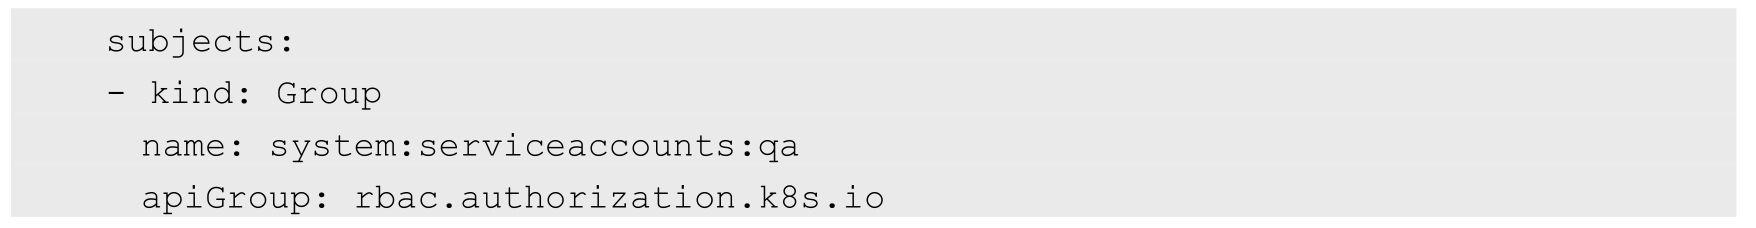 subjects:
- kind: Group
  name: system:serviceaccounts:qa
  apiGroup: rbac.authorization.k8s.io